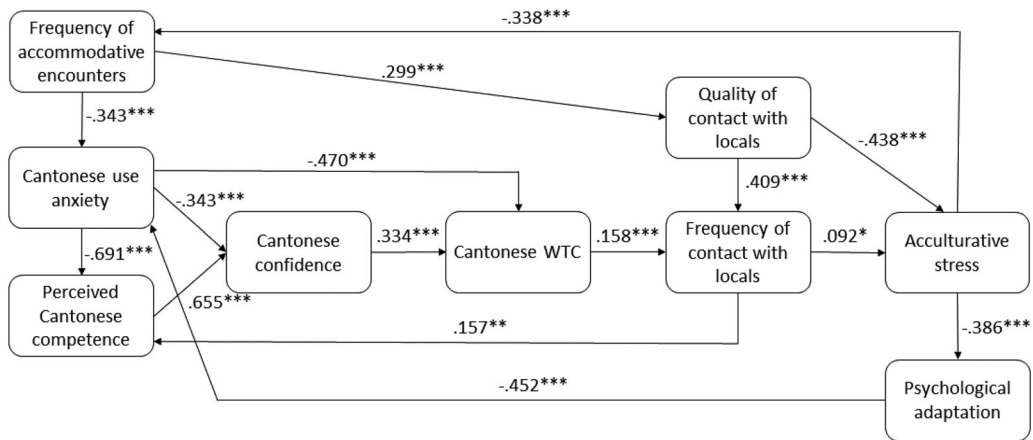 Frequency of
accommodative
encounters
-.338***
.299***
Quality of
contact with
locals
-.343***
-.438***
Cantonese use
anxiety
-.470***
.409***
-.343***
Cantonese
confidence
.334***
Cantonese WTC
.158***
Frequency of
contact with
locals
.092*
Acculturative
stress
-.691***
Perceived
Cantonese
competence
.655***
.157**
-.386***
-.452***
Psychological
adaptation